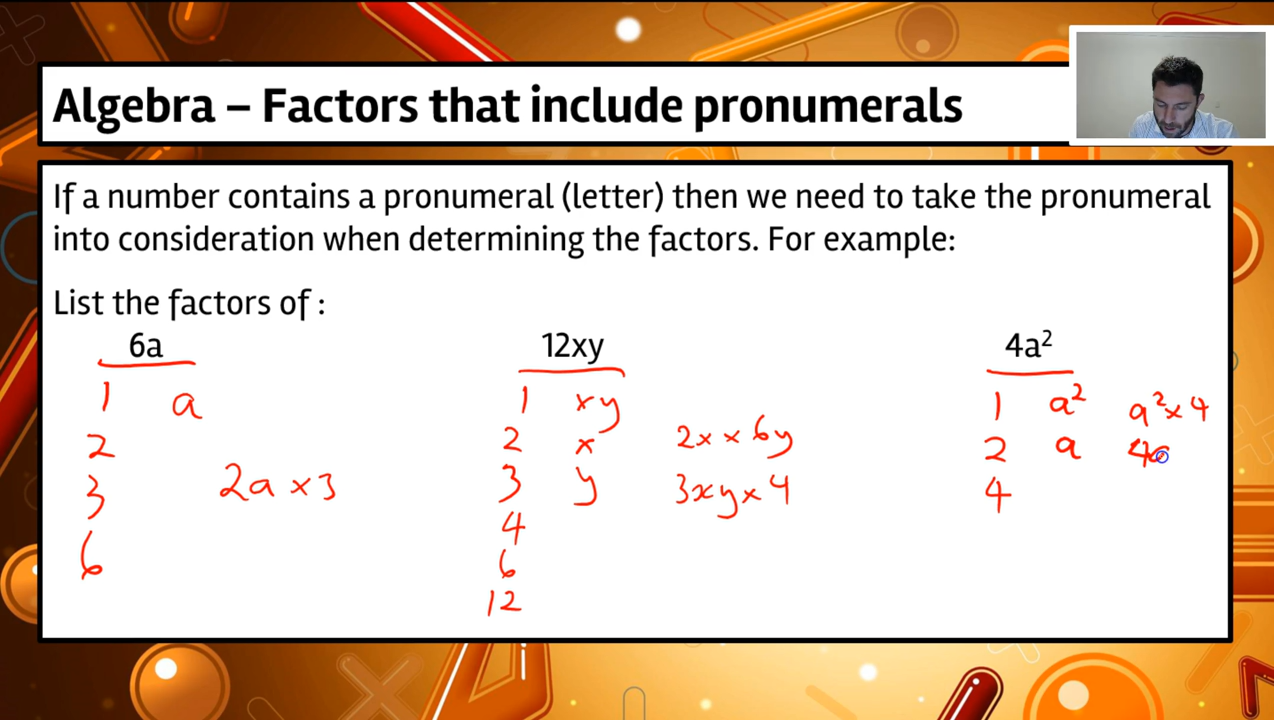 Algebra – Factors that include pronumerals
If a number contains a pronumeral (letter) then we need to take the pronumeral
into consideration when determining the factors. For example:
List the factors of :
6a
1 a
2
3 2a × 3
6
12xy
1 xy
2 x 2x × 6y
3 y 3xy × 4
4
6
12
4a²
1 a² a² × 4
2 a 4a
4